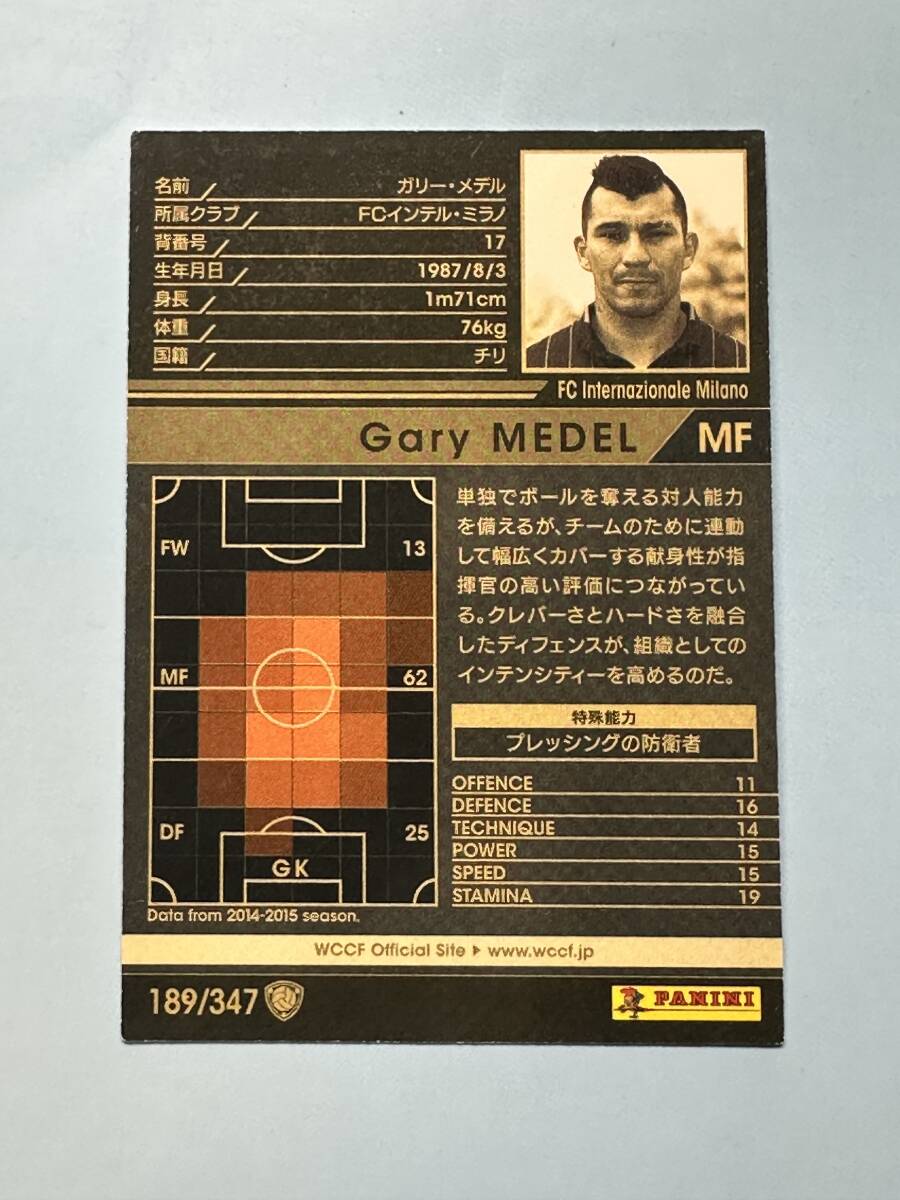 名前 ガリー・メデル
所属クラブ FCインテル・ミラノ
背番号 17
生年月日 1987/8/3
身長 1m71cm
体重 76kg
国籍 チリ
FC Internazionale Milano
Gary MEDEL MF
FW 13
MF 62
DF 25
GK
Data from 2014-2015 season.
単独でボールを奪える対人能力
を備えるが、チームのために連動
して幅広くカバーする献身性が指
揮官の高い評価につながってい
る。クレバーさとハードさを融合
したディフェンスが、組織としての
インテンシティーを高めるのだ。
特殊能力
プレッシングの防衛者
OFFENCE 11
DEFENCE 16
TECHNIQUE 14
POWER 15
SPEED 15
STAMINA 19
WCCF Official Site ▶ www.wccf.jp
189/347
PANINI